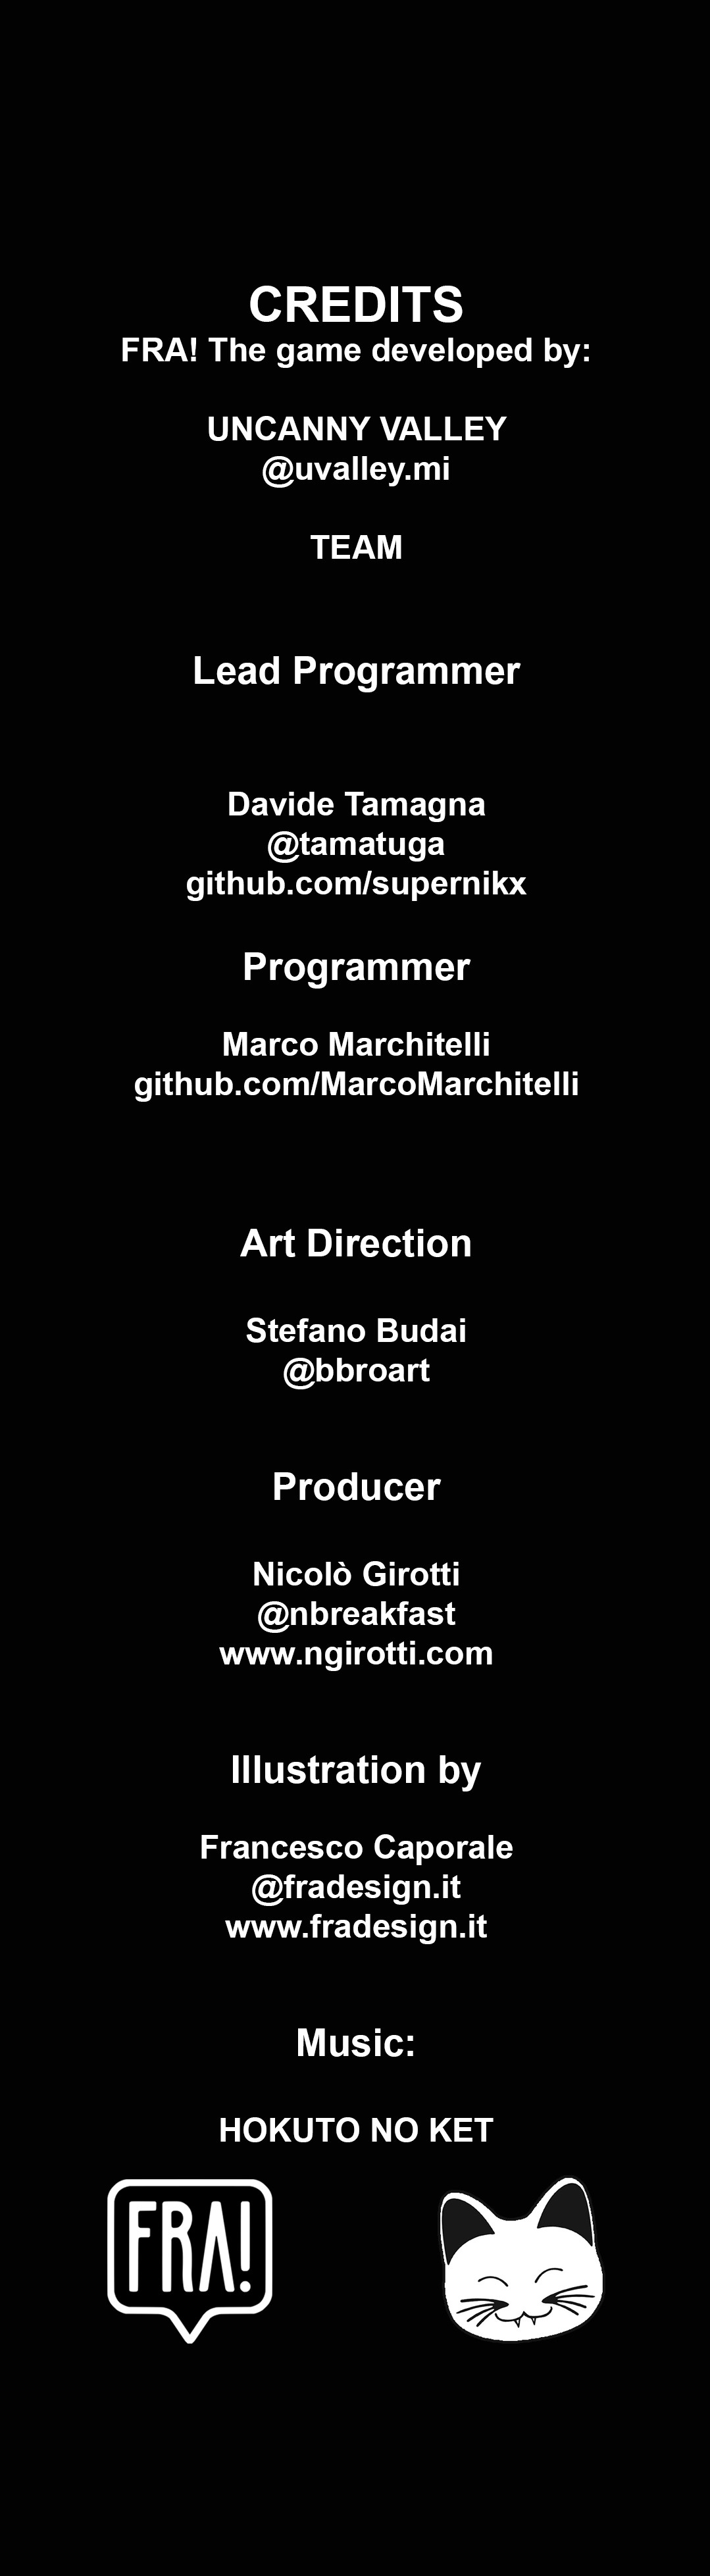 CREDITS
FRA! The game developed by:
UNCANNY VALLEY
@uvalley.mi
TEAM
Lead Programmer
Davide Tamagna
@tamatuga
github.com/supernikx
Programmer
Marco Marchitelli
github.com/MarcoMarchitelli
Art Direction
Stefano Budai
@bbroart
Producer
Nicolò Girotti
@nbreakfast
www.ngirotti.com
Illustration by
Francesco Caporale
@fradesign.it
www.fradesign.it
Music:
HOKUTO NO KET
FRA!